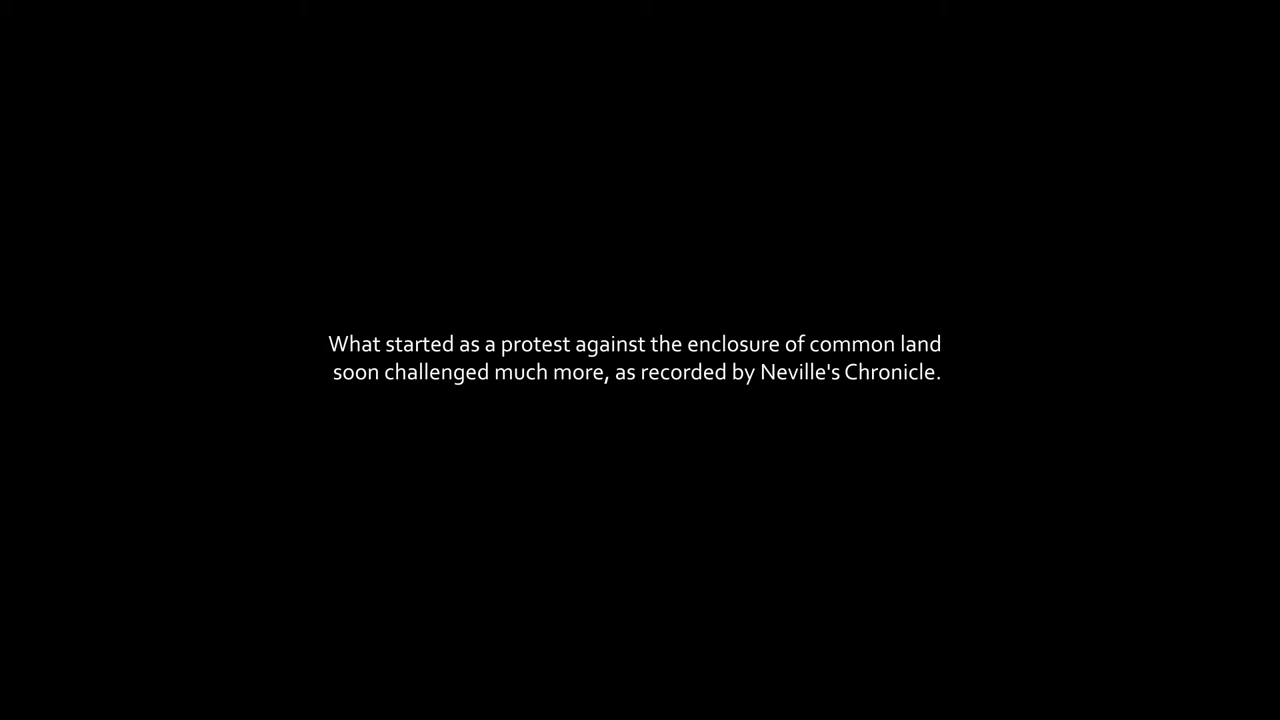 What started as a protest against the enclosure of common land
soon challenged much more, as recorded by Neville's Chronicle.